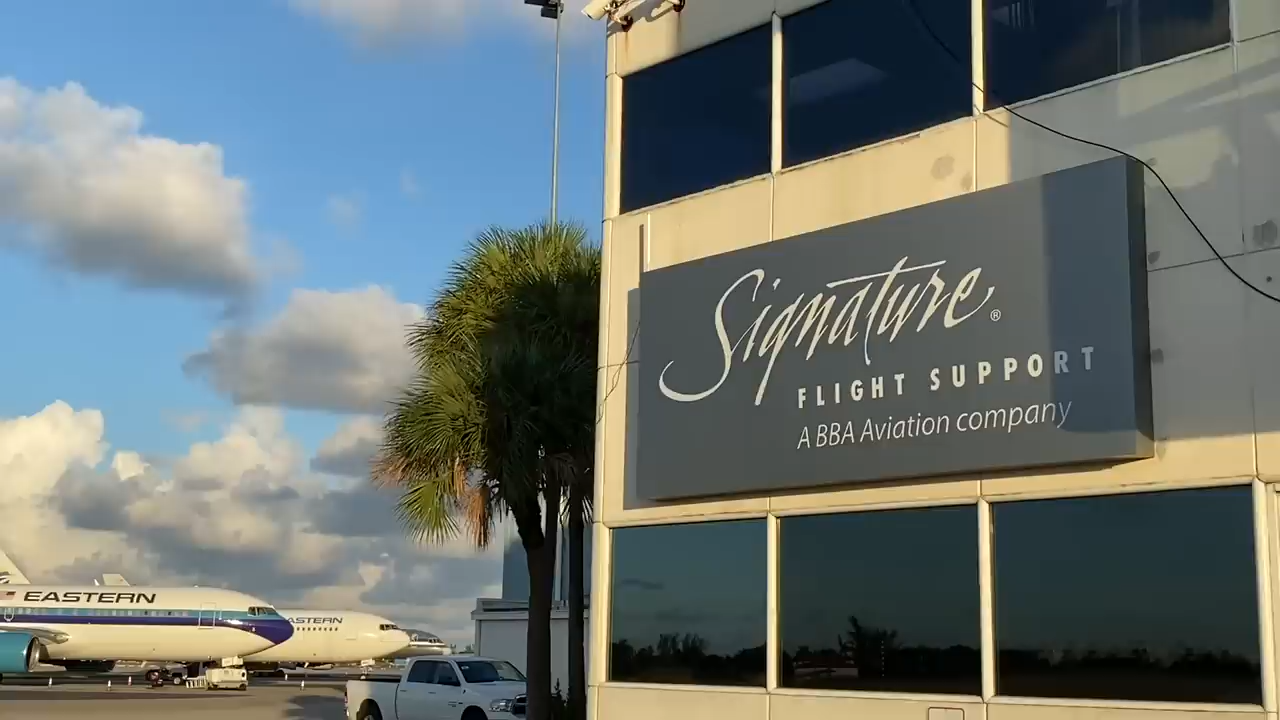 Signature®
FLIGHT SUPPORT
A BBA Aviation company
EASTERN
EASTERN